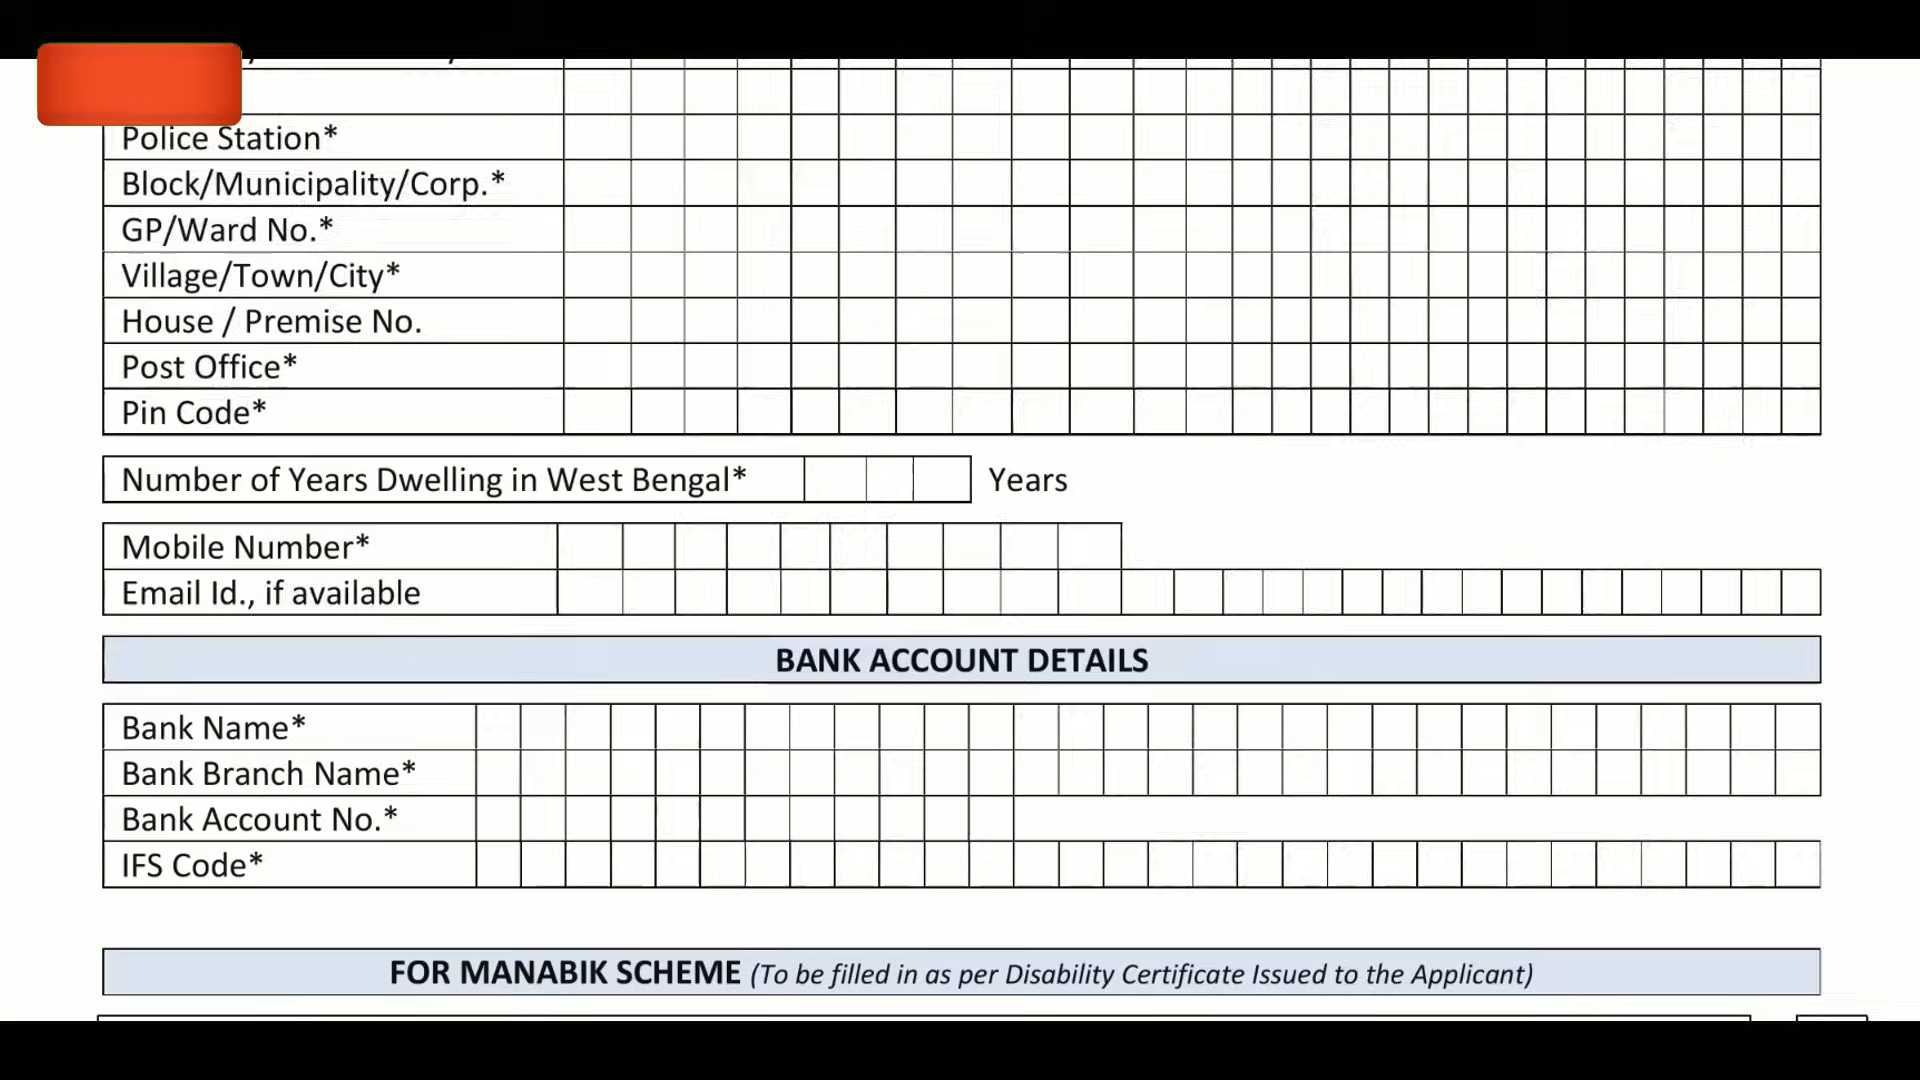 Police Station*
Block/Municipality/Corp.*
GP/Ward No.*
Village/Town/City*
House / Premise No.
Post Office*
Pin Code*
Number of Years Dwelling in West Bengal* Years
Mobile Number*
Email Id., if available
BANK ACCOUNT DETAILS
Bank Name*
Bank Branch Name*
Bank Account No.*
IFS Code*
FOR MANABIK SCHEME (To be filled in as per Disability Certificate Issued to the Applicant)